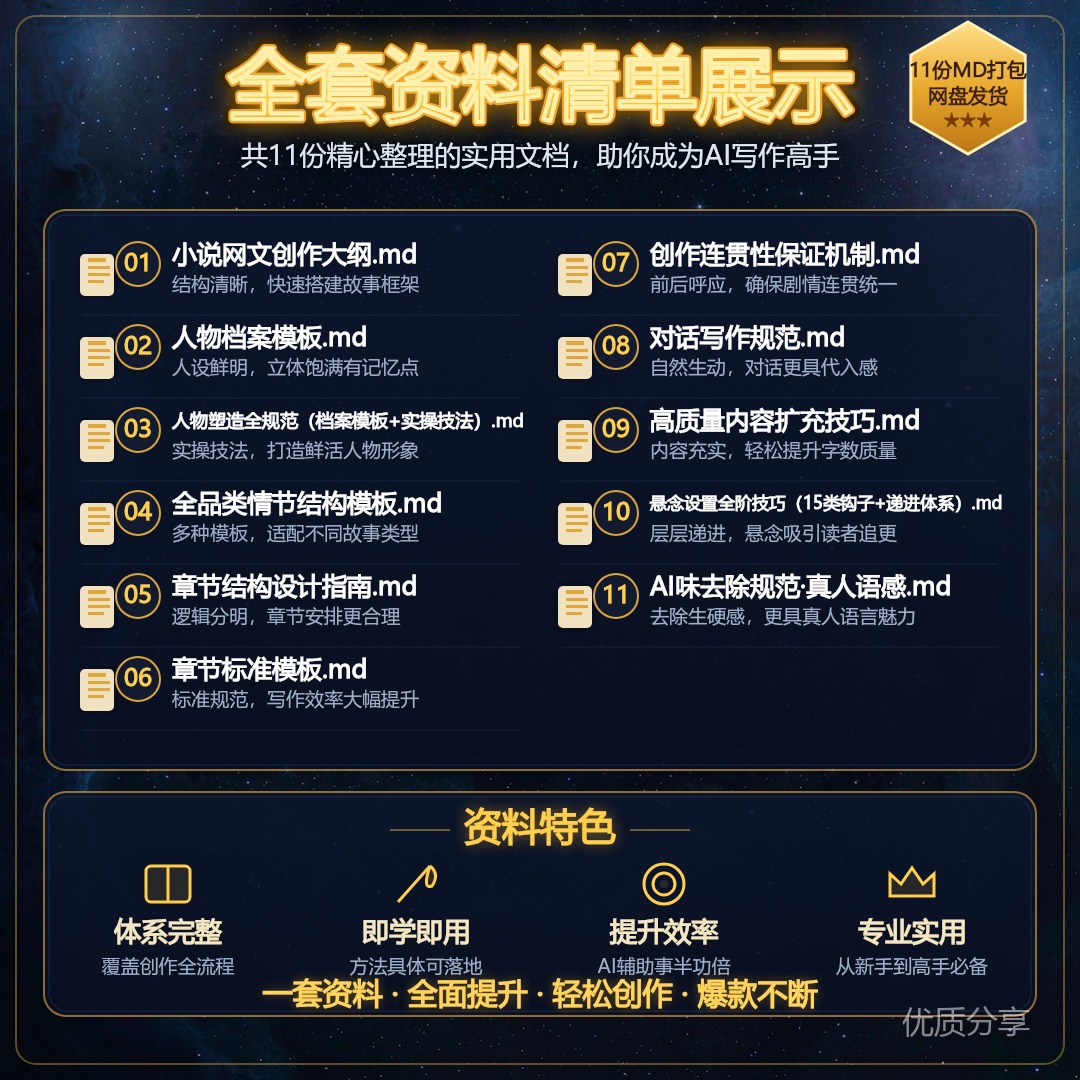 全套资料清单展示
共11份精心整理的实用文档，助你成为AI写作高手
11份MD打包
网盘发货
★★★
01
小说网文创作大纲.md
结构清晰，快速搭建故事框架
02
人物档案模板.md
人设鲜明，立体饱满有记忆点
03
人物塑造全规范（档案模板+实操技法）.md
实操技法，打造鲜活人物形象
04
全品类情节结构模板.md
多种模板，适配不同故事类型
05
章节结构设计指南.md
逻辑分明，章节安排更合理
06
章节标准模板.md
标准规范，写作效率大幅提升
07
创作连贯性保证机制.md
前后呼应，确保剧情连贯统一
08
对话写作规范.md
自然生动，对话更具代入感
09
高质量内容扩充技巧.md
内容充实，轻松提升字数质量
10
悬念设置全阶技巧（15类钩子+递进体系）.md
层层递进，悬念吸引读者追更
11
AI味去除规范·真人语感.md
去除生硬感，更具真人语言魅力
资料特色
体系完整
覆盖创作全流程
即学即用
方法具体可落地
提升效率
AI辅助事半功倍
专业实用
从新手到高手必备
一套资料 · 全面提升 · 轻松创作 · 爆款不断
优质分享